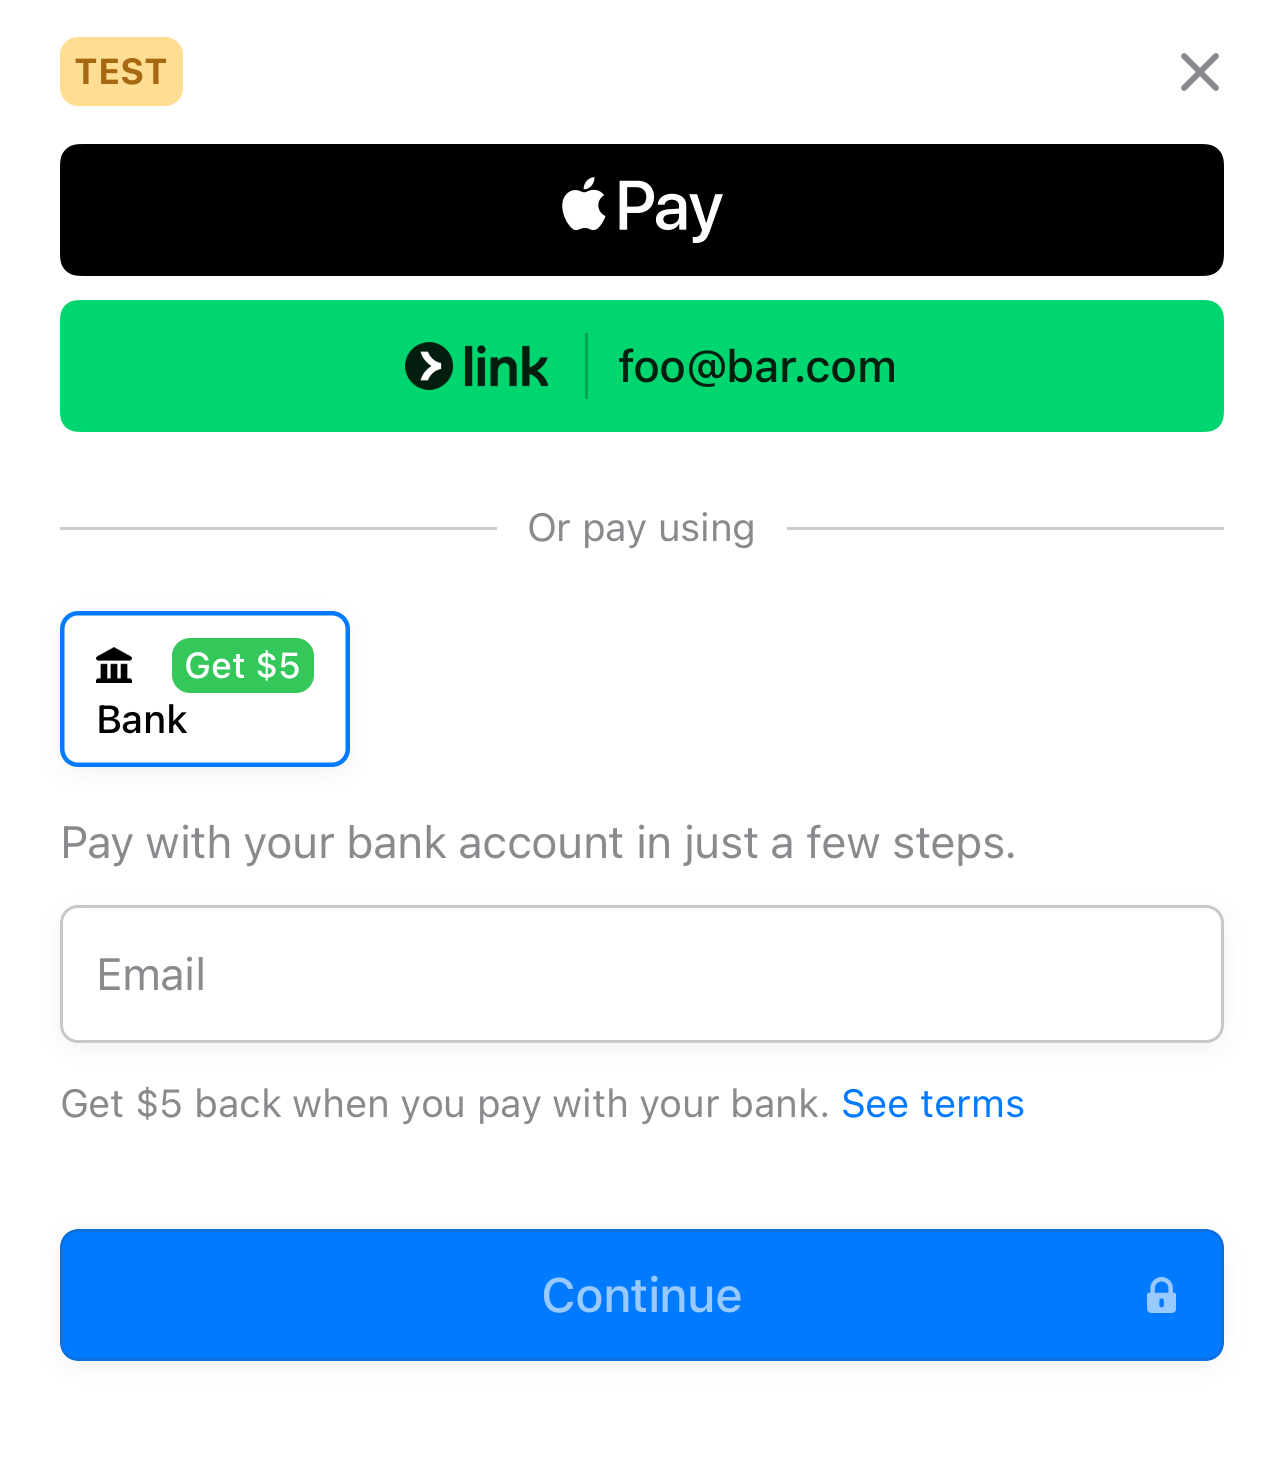 TEST
Pay
link foo@bar.com
Or pay using
Get $5
Bank
Pay with your bank account in just a few steps.
Email
Get $5 back when you pay with your bank. See terms
Continue